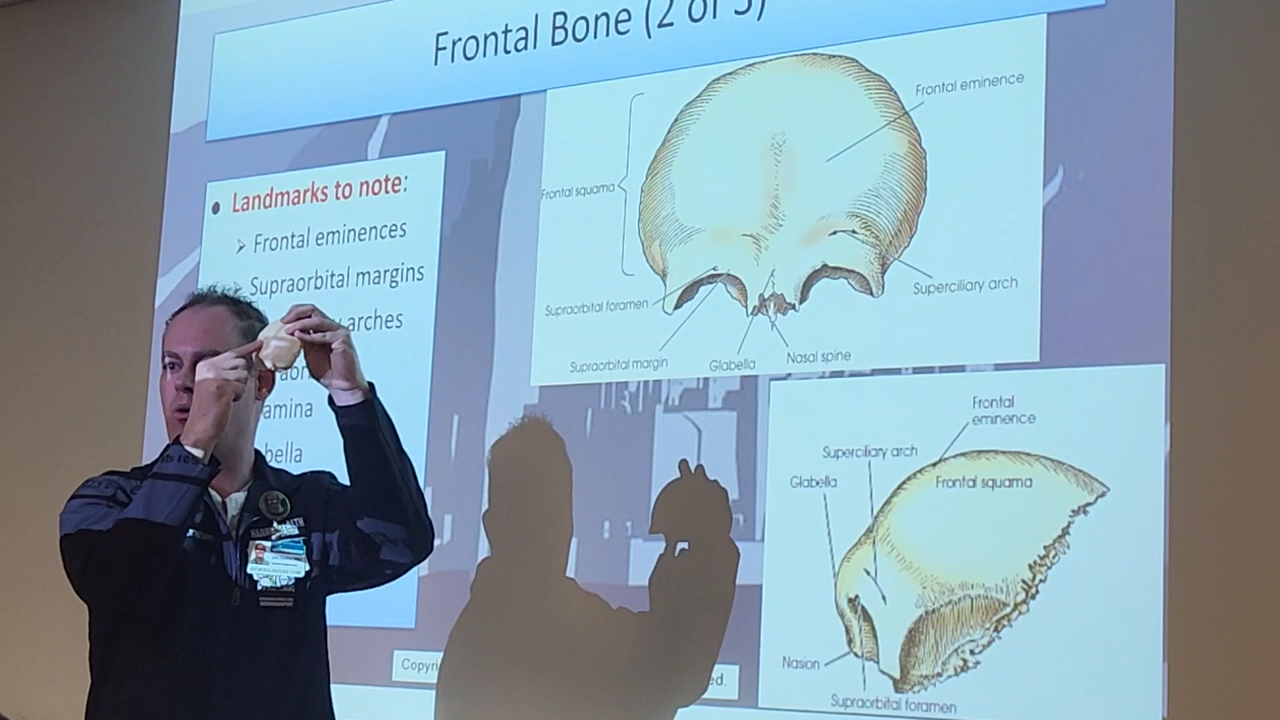 Frontal Bone (2 of 3)
Landmarks to note:
Frontal eminences
Supraorbital margins
arches
bella
Frontal eminence
Frontal squama
Superciliary arch
Supraorbital foramen
Supraorbital margin
Glabella
Nasal spine
Frontal
eminence
Superciliary arch
Glabella
Frontal squama
Nasion
Supraorbital foramen
Copyri
ed.